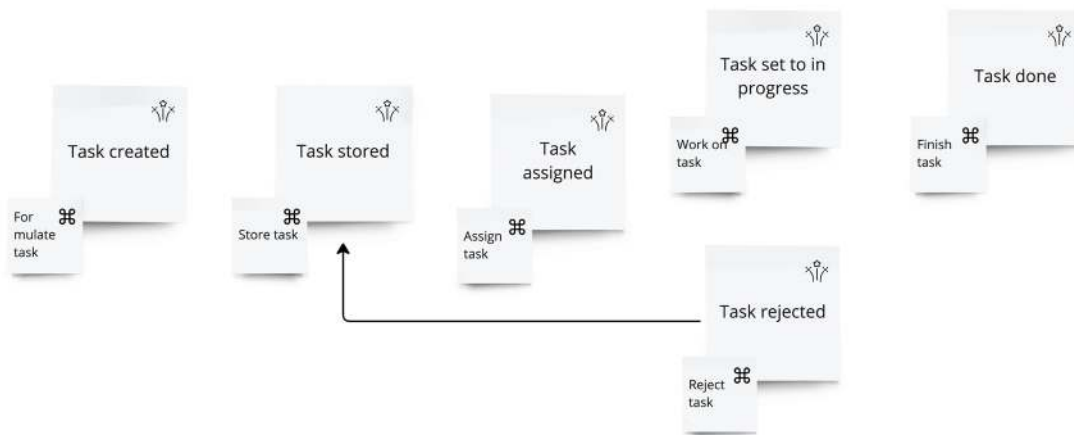 Task created
For
mulate
task
Task stored
Store task
Task
assigned
Assign
task
Task set to in
progress
Work on
task
Task done
Finish
task
Task rejected
Reject
task